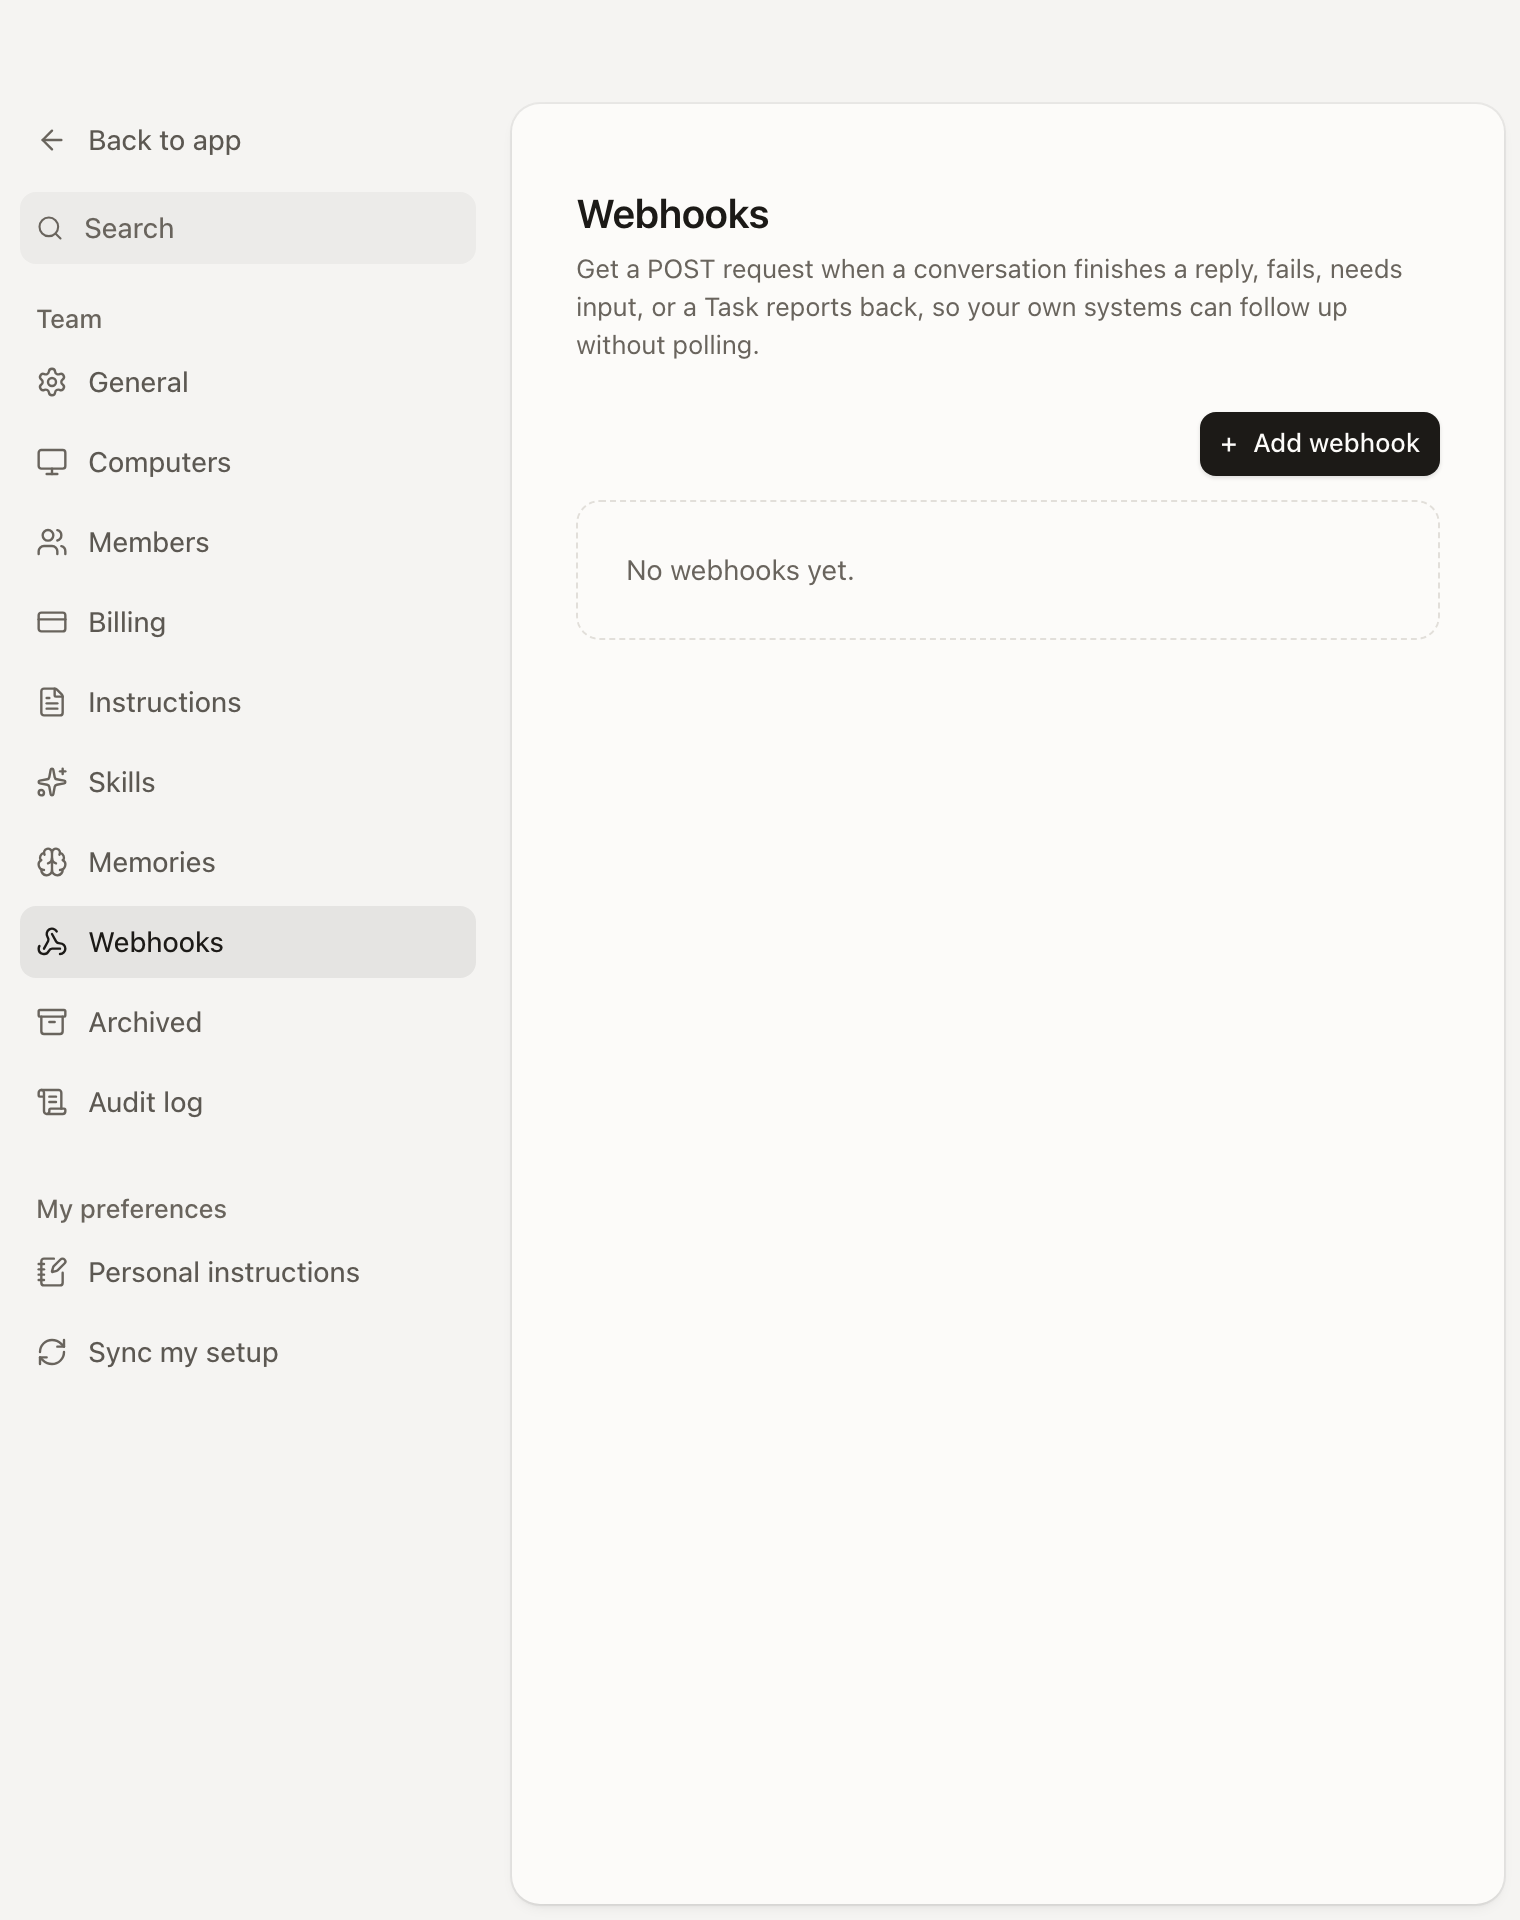 Back to app
Search
Team
General
Computers
Members
Billing
Instructions
Skills
Memories
Webhooks
Archived
Audit log
My preferences
Personal instructions
Sync my setup
Webhooks
Get a POST request when a conversation finishes a reply, fails, needs
input, or a Task reports back, so your own systems can follow up
without polling.
+ Add webhook
No webhooks yet.